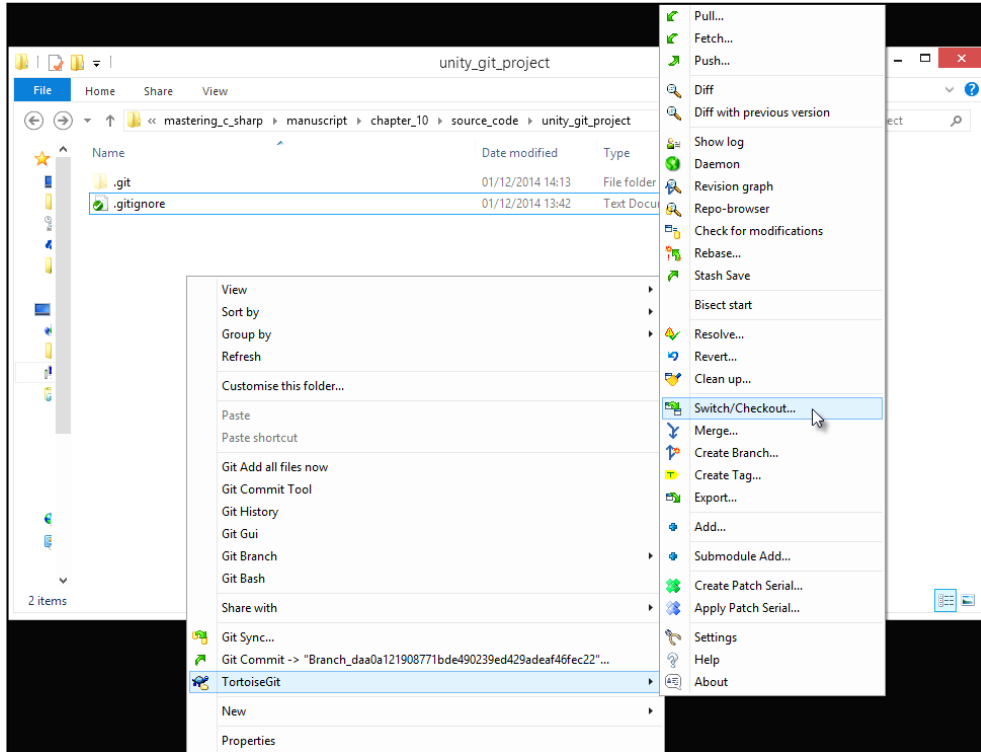 unity_git_project
File Home Share View
« mastering_c_sharp manuscript chapter_10 source_code unity_git_project
ect
Name Date modified Type
.git 01/12/2014 14:13 File folder
.gitignore 01/12/2014 13:42 Text Docu
2 items
View
Sort by
Group by
Refresh
Customise this folder...
Paste
Paste shortcut
Git Add all files now
Git Commit Tool
Git History
Git Gui
Git Branch
Git Bash
Share with
Git Sync...
Git Commit -> "Branch_daa0a121908771bde490239ed429adeaf46fec22"...
TortoiseGit
New
Properties
Pull...
Fetch...
Push...
Diff
Diff with previous version
Show log
Daemon
Revision graph
Repo-browser
Check for modifications
Rebase...
Stash Save
Bisect start
Resolve...
Revert...
Clean up...
Switch/Checkout...
Merge...
Create Branch...
Create Tag...
Export...
Add...
Submodule Add...
Create Patch Serial...
Apply Patch Serial...
Settings
Help
About